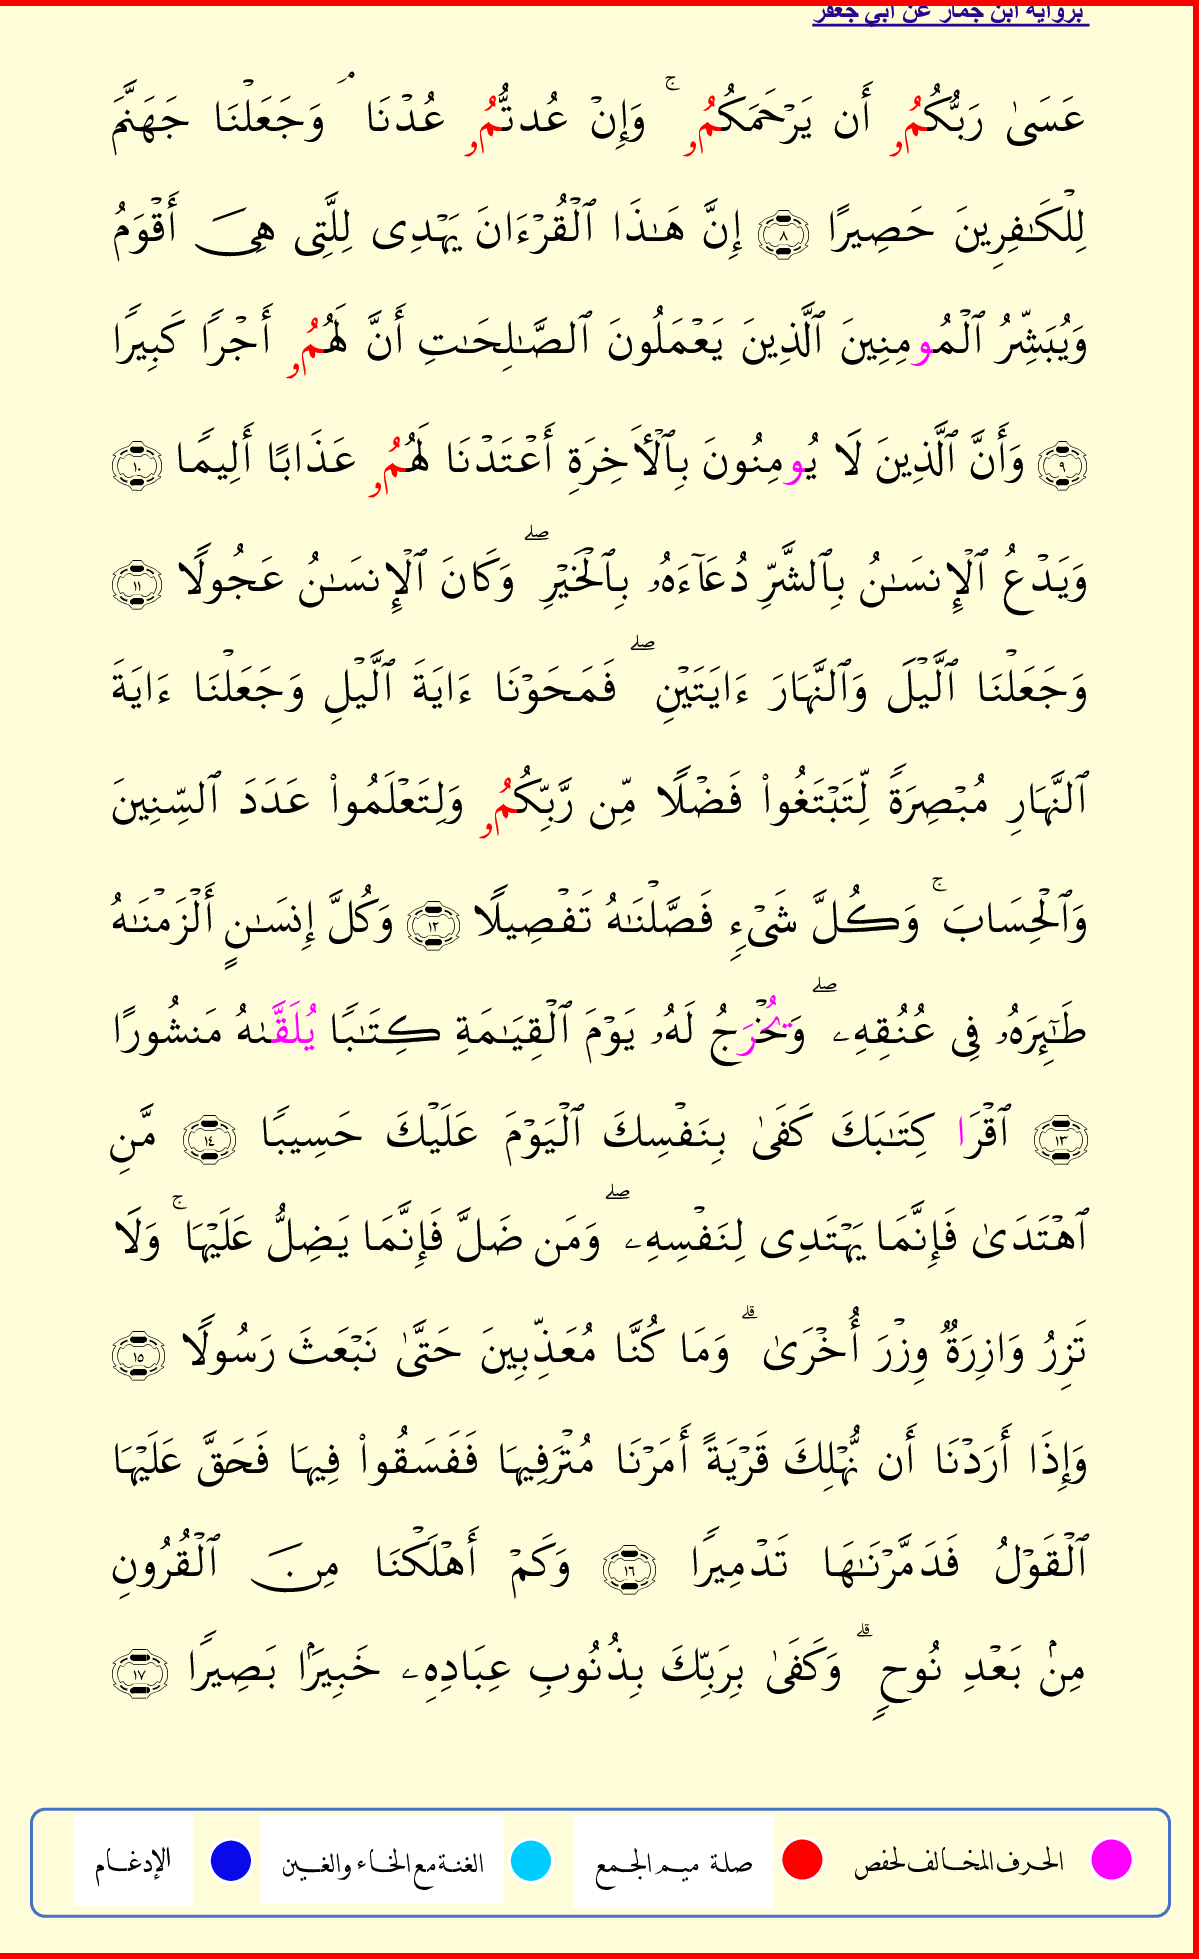 برواية ابن جماز عن أبي جعفر
عَسَىٰ رَبُّكُمُۥ أَن يَرْحَمَكُمُۥ ۚ وَإِنْ عُدتُّمُۥ عُدْنَا ۘ وَجَعَلْنَا جَهَنَّمَ
لِلْكَـٰفِرِينَ حَصِيرًا ٨ إِنَّ هَـٰذَا ٱلْقُرْءَانَ يَهْدِى لِلَّتِى هِىَ أَقْوَمُ
وَيُبَشِّرُ ٱلْمُومِنِينَ ٱلَّذِينَ يَعْمَلُونَ ٱلصَّـٰلِحَـٰتِ أَنَّ لَهُمُۥ أَجْرًا كَبِيرًا
٩ وَأَنَّ ٱلَّذِينَ لَا يُومِنُونَ بِٱلْأَخِرَةِ أَعْتَدْنَا لَهُمُۥ عَذَابًا أَلِيمًا ١٠
وَيَدْعُ ٱلْإِنسَـٰنُ بِٱلشَّرِّ دُعَآءَهُۥ بِٱلْخَيْرِ ۖ وَكَانَ ٱلْإِنسَـٰنُ عَجُولًا ١١
وَجَعَلْنَا ٱلَّيْلَ وَٱلنَّهَارَ ءَايَتَيْنِ ۖ فَمَحَوْنَا ءَايَةَ ٱلَّيْلِ وَجَعَلْنَا ءَايَةَ
ٱلنَّهَارِ مُبْصِرَةً لِّتَبْتَغُوا۟ فَضْلًا مِّن رَّبِّكُمُۥ وَلِتَعْلَمُوا۟ عَدَدَ ٱلسِّنِينَ
وَٱلْحِسَابَ ۚ وَكُلَّ شَىْءٍ فَصَّلْنَـٰهُ تَفْصِيلًا ١٢ وَكُلَّ إِنسَـٰنٍ أَلْزَمْنَـٰهُ
طَـٰٓئِرَهُۥ فِى عُنُقِهِۦ ۖ وَيُخْرَجُ لَهُۥ يَوْمَ ٱلْقِيَـٰمَةِ كِتَـٰبًا يُلَقَّىٰهُ مَنشُورًا
١٣ ٱقْرَا كِتَـٰبَكَ كَفَىٰ بِنَفْسِكَ ٱلْيَوْمَ عَلَيْكَ حَسِيبًا ١٤ مَّنِ
ٱهْتَدَىٰ فَإِنَّمَا يَهْتَدِى لِنَفْسِهِۦ ۖ وَمَن ضَلَّ فَإِنَّمَا يَضِلُّ عَلَيْهَا ۚ وَلَا
تَزِرُ وَازِرَةٌ وِزْرَ أُخْرَىٰ ۗ وَمَا كُنَّا مُعَذِّبِينَ حَتَّىٰ نَبْعَثَ رَسُولًا ١٥
وَإِذَا أَرَدْنَا أَن نُّهْلِكَ قَرْيَةً أَمَرْنَا مُتْرَفِيهَا فَفَسَقُوا۟ فِيهَا فَحَقَّ عَلَيْهَا
ٱلْقَوْلُ فَدَمَّرْنَـٰهَا تَدْمِيرًا ١٦ وَكَمْ أَهْلَكْنَا مِنَ ٱلْقُرُونِ
مِنۢ بَعْدِ نُوحٍ ۗ وَكَفَىٰ بِرَبِّكَ بِذُنُوبِ عِبَادِهِۦ خَبِيرًۢا بَصِيرًا ١٧
الحرف المخالف لحفص صلة ميم الجمع الغنة مع الخاء والغين الإدغام